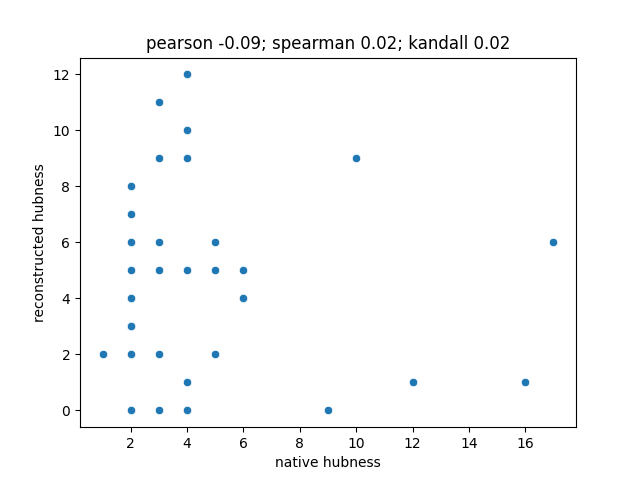 pearson -0.09; spearman 0.02; kandall 0.02
12
10
8
6
4
2
0
reconstructed hubness
2 4 6 8 10 12 14 16
native hubness